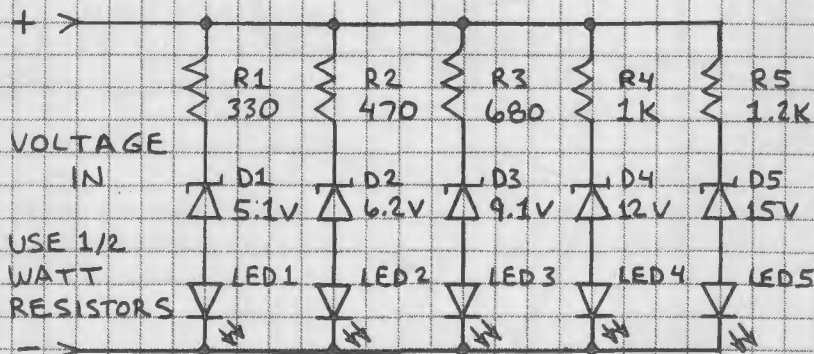 +
R1
330
R2
470
R3
680
R4
1K
R5
1.2K
VOLTAGE
IN
D1
5.1V
D2
6.2V
D3
9.1V
D4
12V
D5
15V
USE 1/2
WATT
RESISTORS
LED1
LED2
LED3
LED4
LED5
-